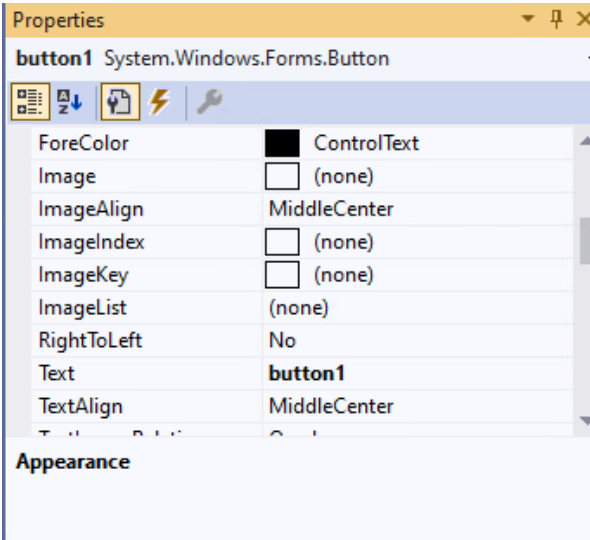 Properties
button1 System.Windows.Forms.Button
ForeColor ControlText
Image (none)
ImageAlign MiddleCenter
ImageIndex (none)
ImageKey (none)
ImageList (none)
RightToLeft No
Text button1
TextAlign MiddleCenter
Appearance